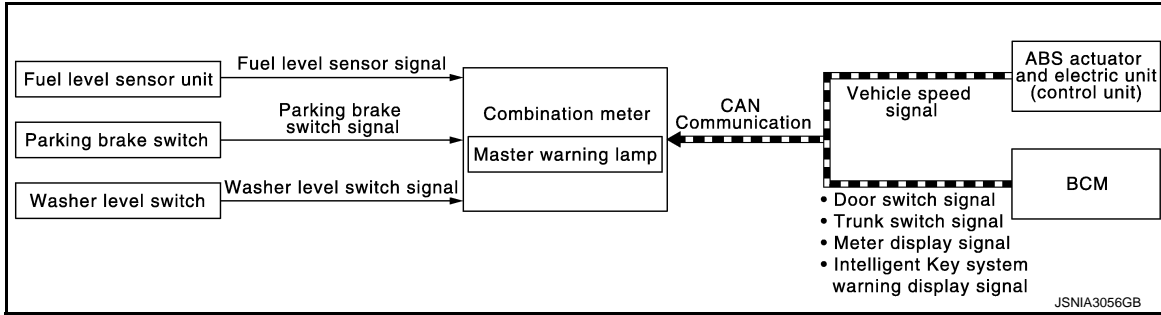 Fuel level sensor unit
Fuel level sensor signal
Parking brake switch
Parking brake
switch signal
Washer level switch
Washer level switch signal
Combination meter
Master warning lamp
CAN
Communication
Vehicle speed
signal
ABS actuator
and electric unit
(control unit)
BCM
• Door switch signal
• Trunk switch signal
• Meter display signal
• Intelligent Key system
warning display signal
JSNIA3056GB